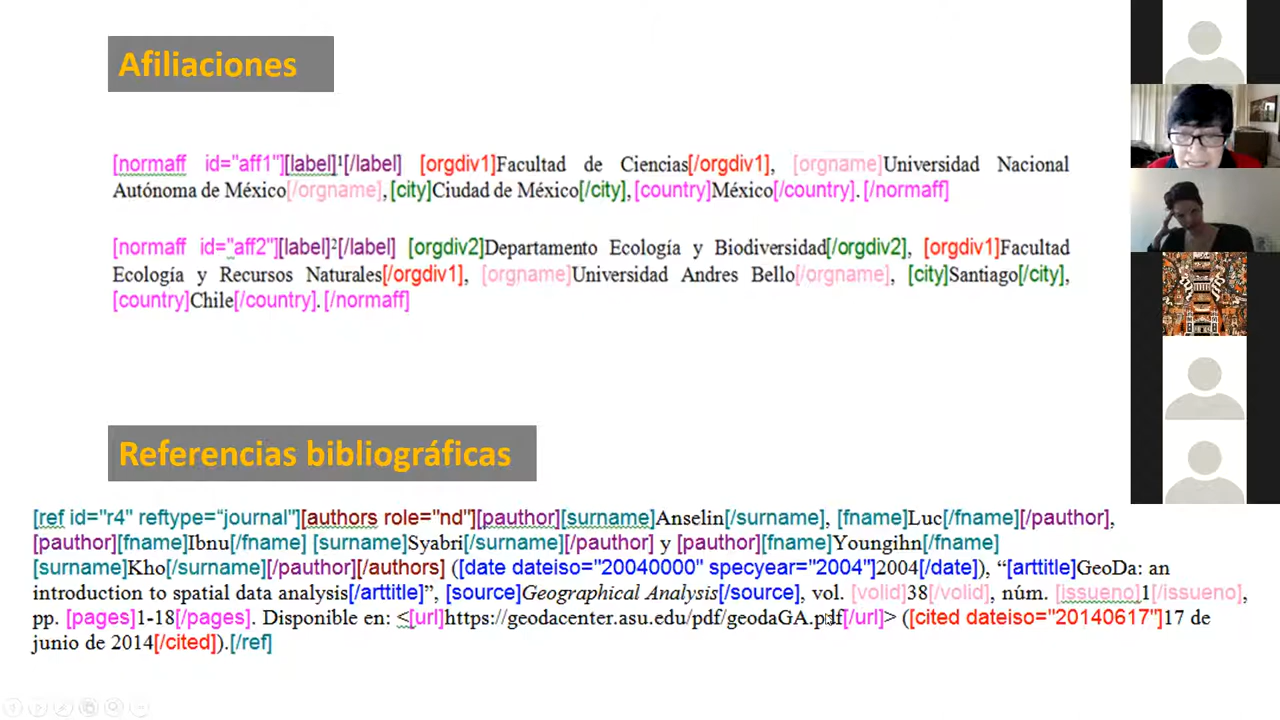 Afiliaciones
[normaff id="aff1"][label]¹[/label] [orgdiv1]Facultad de Ciencias[/orgdiv1], [orgname]Universidad Nacional
Autónoma de México[/orgname], [city]Ciudad de México[/city], [country]México[/country]. [/normaff]
[normaff id="aff2"][label]²[/label] [orgdiv2]Departamento Ecología y Biodiversidad[/orgdiv2], [orgdiv1]Facultad
Ecología y Recursos Naturales[/orgdiv1], [orgname]Universidad Andres Bello[/orgname], [city]Santiago[/city],
[country]Chile[/country]. [/normaff]
Referencias bibliográficas
[ref id="r4" reftype=“journal"][authors role="nd"][pauthor][surname]Anselin[/surname], [fname]Luc[/fname][/pauthor],
[pauthor][fname]Ibnu[/fname] [surname]Syabri[/surname][/pauthor] y [pauthor][fname]Youngihn[/fname]
[surname]Kho[/surname][/pauthor][/authors] ([date dateiso="20040000" specyear="2004"]2004[/date]), “[arttitle]GeoDa: an
introduction to spatial data analysis[/arttitle]”, [source]Geographical Analysis[/source], vol. [volid]38[/volid], núm. [issueno]1[/issueno],
pp. [pages]1-18[/pages]. Disponible en: <[url]https://geodacenter.asu.edu/pdf/geodaGA.pdf[/url]> ([cited dateiso="20140617"]17 de
junio de 2014[/cited]).[/ref]